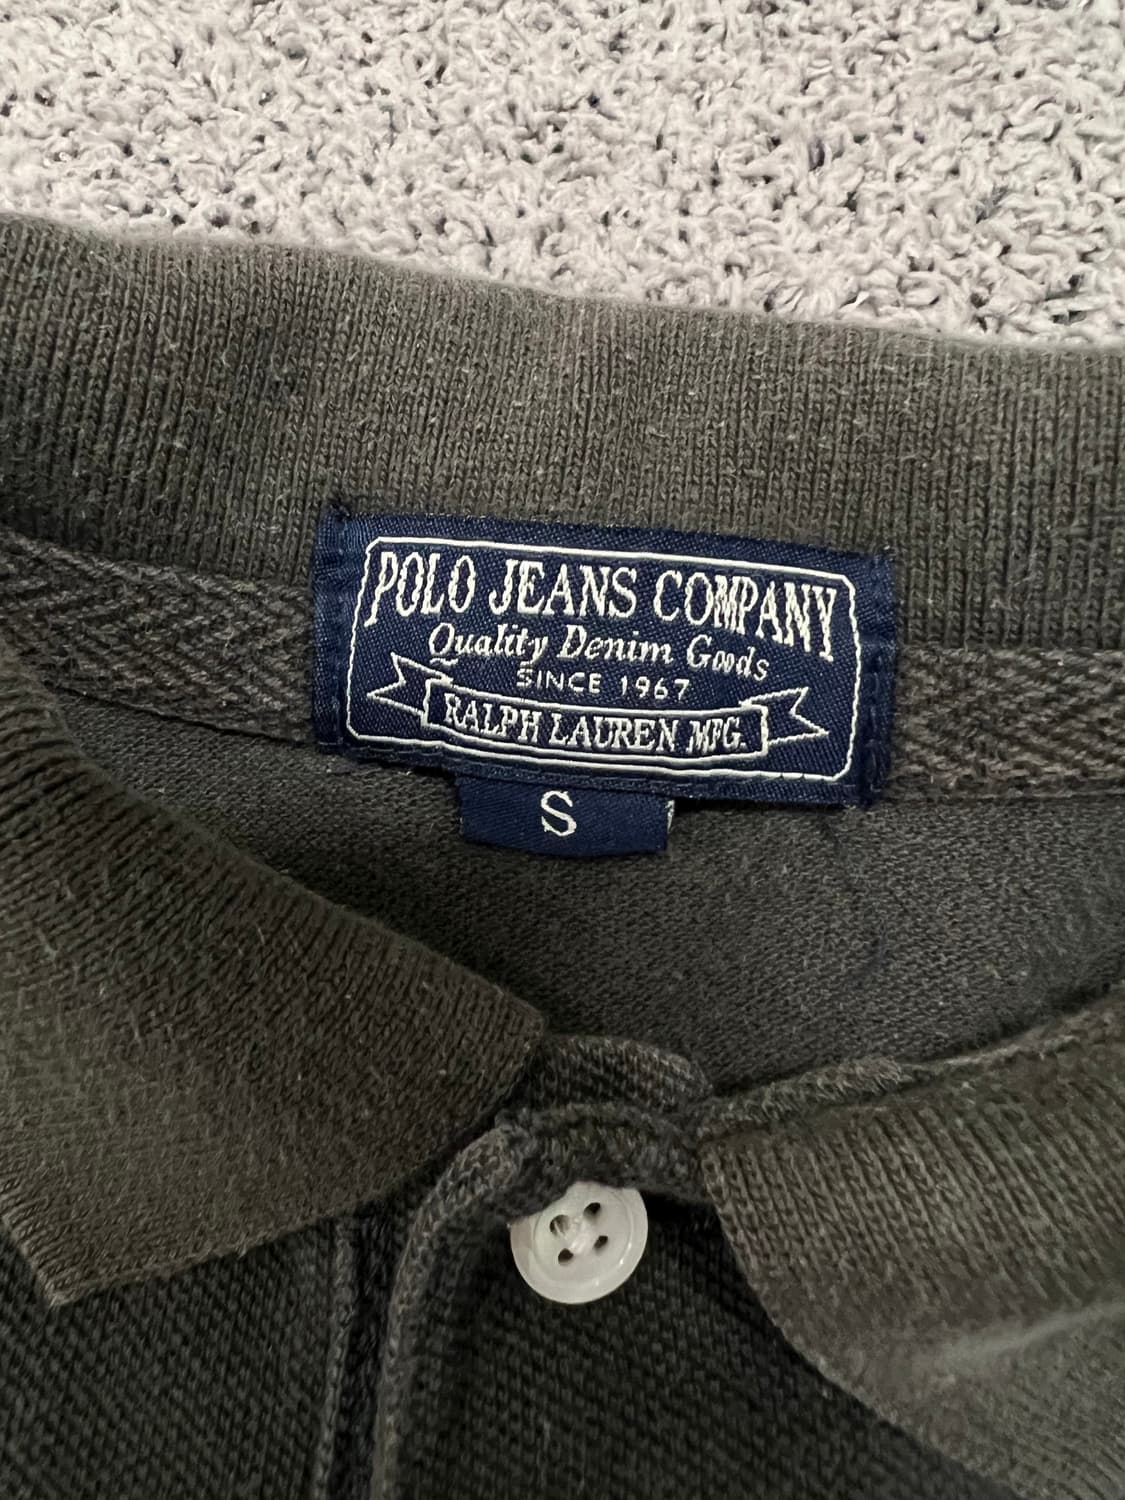 POLO JEANS COMPANY
Quality Denim Goods
SINCE 1967
RALPH LAUREN MFG.
S